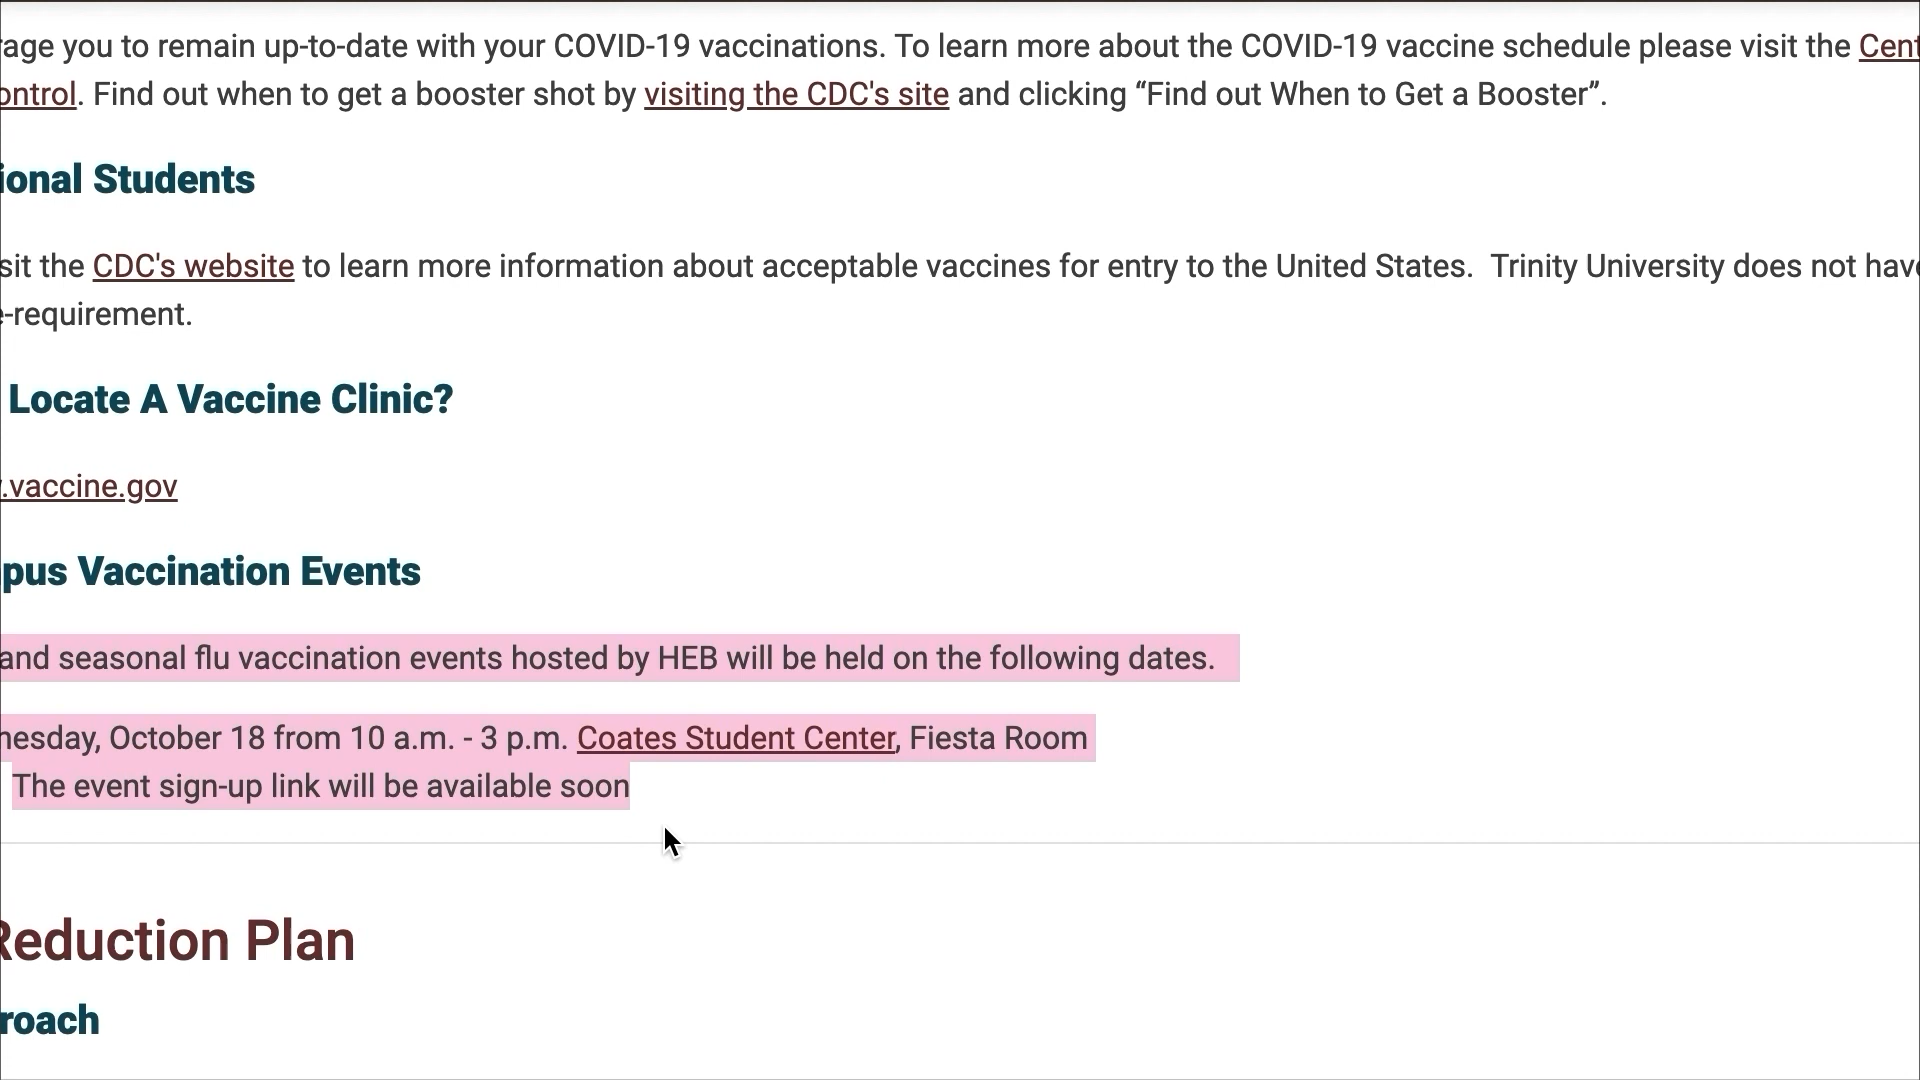 rage you to remain up-to-date with your COVID-19 vaccinations. To learn more about the COVID-19 vaccine schedule please visit the Cent
ontrol. Find out when to get a booster shot by visiting the CDC's site and clicking “Find out When to Get a Booster”.
ional Students
sit the CDC's website to learn more information about acceptable vaccines for entry to the United States. Trinity University does not have
e-requirement.
Locate A Vaccine Clinic?
.vaccine.gov
pus Vaccination Events
and seasonal flu vaccination events hosted by HEB will be held on the following dates.
nesday, October 18 from 10 a.m. - 3 p.m. Coates Student Center, Fiesta Room
The event sign-up link will be available soon
Reduction Plan
roach